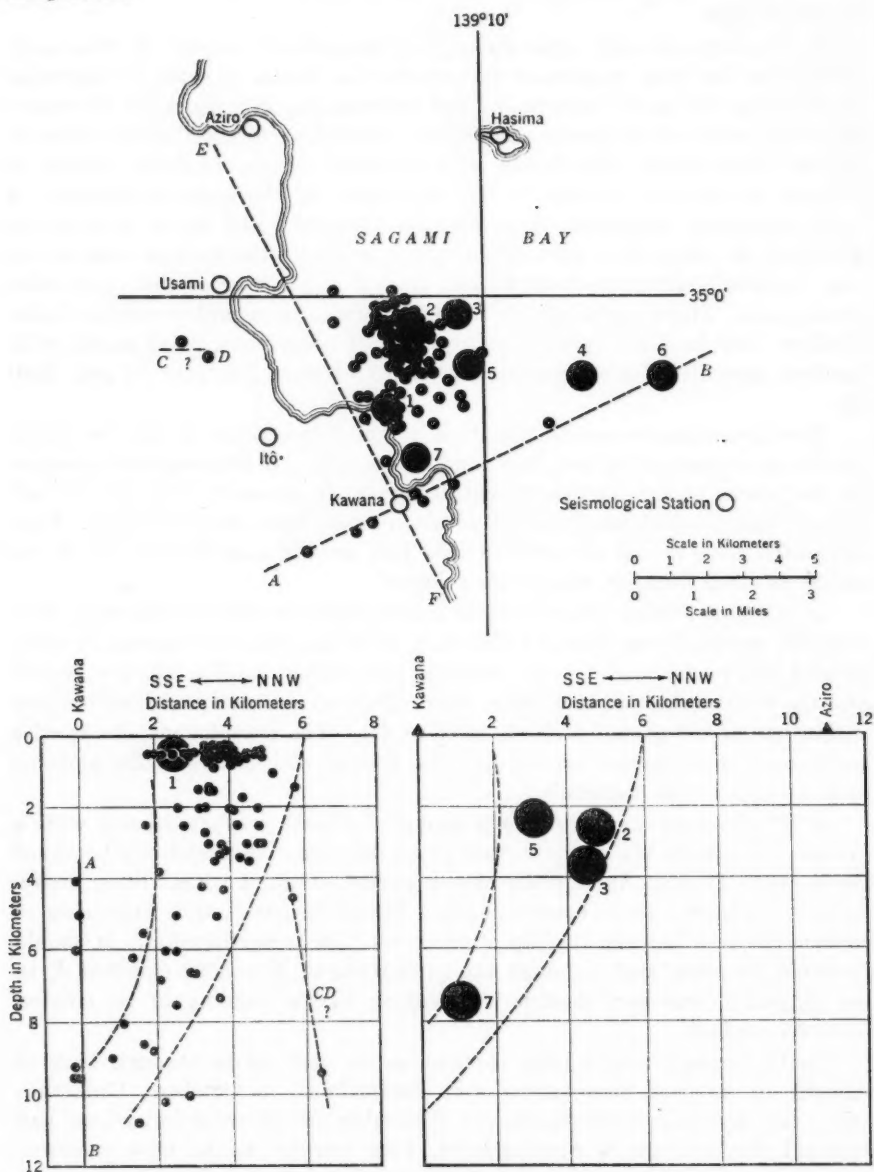 139°10'
Aziro
Hasima
E
SAGAMI BAY
Usami
35°0'
2 3
C ? D
5 4 6 B
1
Itô
7
Kawana
Seismological Station
Scale in Kilometers
0 1 2 3 4 5
0 1 2 3
Scale in Miles
A
F
Kawana
SSE NNW
Distance in Kilometers
0 2 4 6 8
Kawana
SSE NNW
Distance in Kilometers
2 4 6 8 10 12
Aziro
Depth in Kilometers
0
2
4
6
8
10
12
1
A
CD
?
B
5
2
3
7